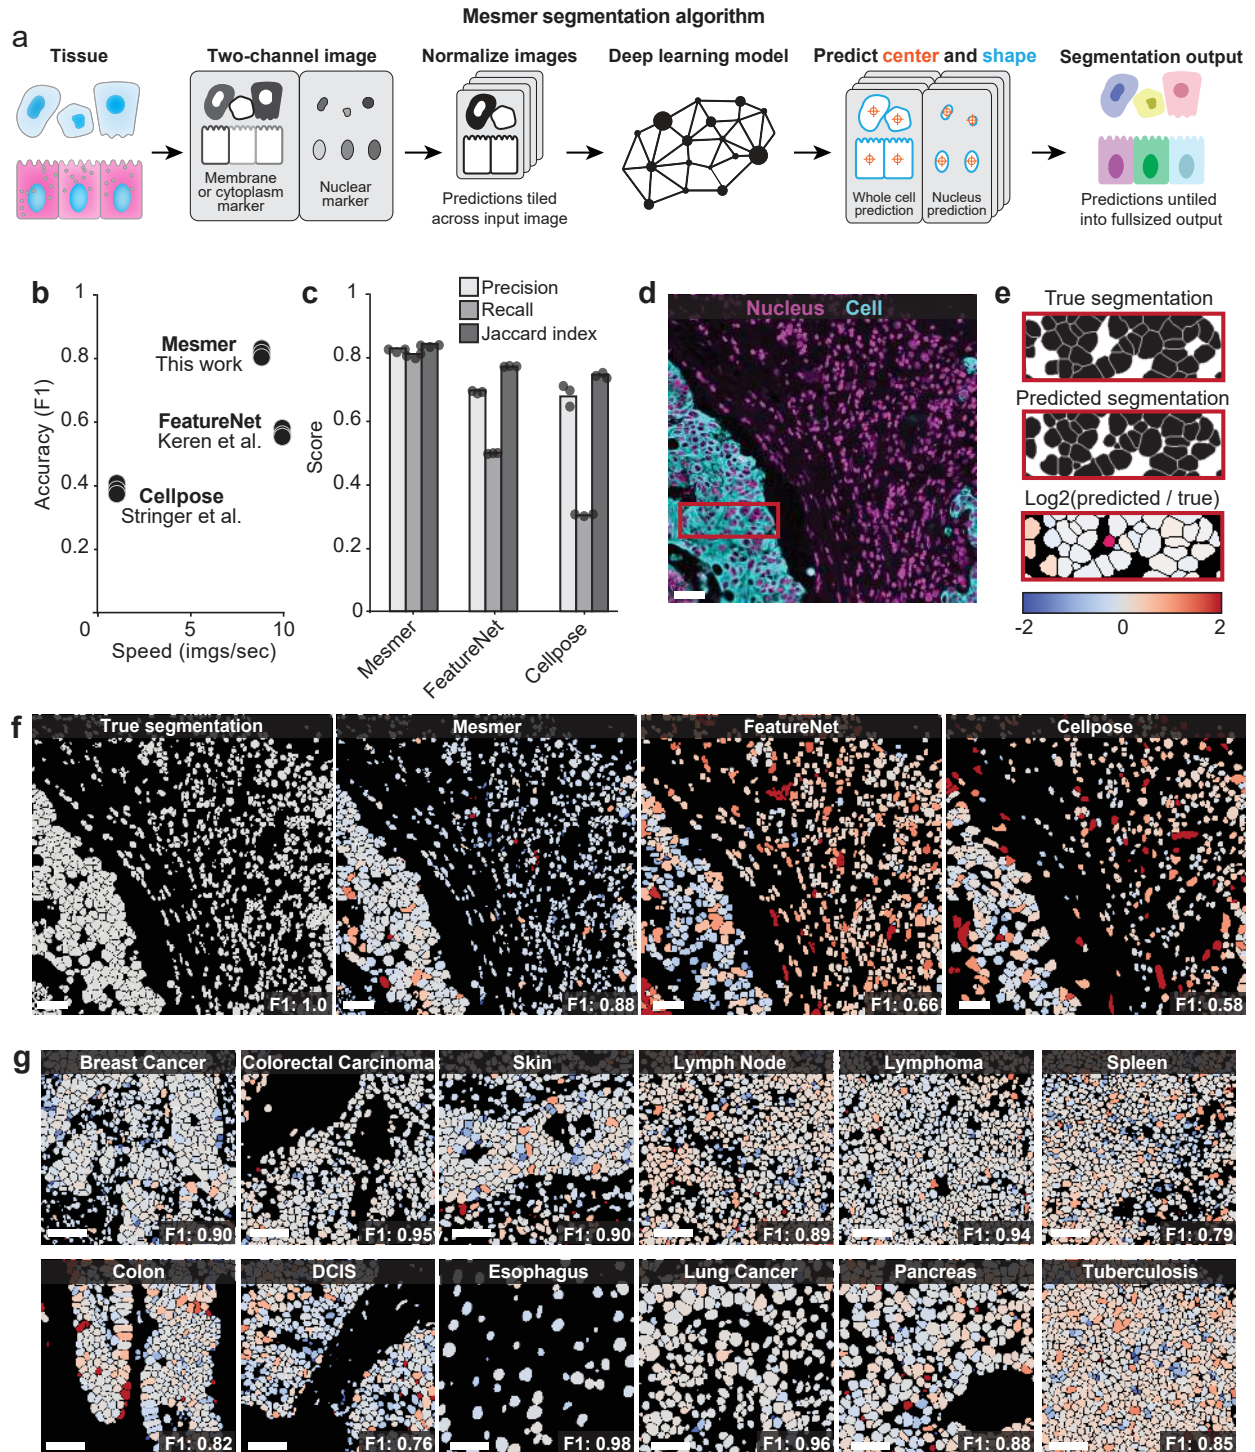 Mesmer segmentation algorithm
a
Tissue
Two-channel image
Normalize images
Deep learning model
Predict center and shape
Segmentation output
Membrane
or cytoplasm
marker
Nuclear
marker
Predictions tiled
across input image
Whole cell
prediction
Nucleus
prediction
Predictions untiled
into fullsized output
b
1
0.8
0.6
0.4
0.2
0
5
10
Accuracy (F1)
Speed (imgs/sec)
Mesmer
This work
FeatureNet
Keren et al.
Cellpose
Stringer et al.
c
Precision
Recall
Jaccard index
1
0.8
0.6
0.4
0.2
0
Score
Mesmer
FeatureNet
Cellpose
d
Nucleus Cell
e
True segmentation
Predicted segmentation
Log2(predicted / true)
-2
0
2
f
True segmentation
F1: 1.0
Mesmer
F1: 0.88
FeatureNet
F1: 0.66
Cellpose
F1: 0.58
g
Breast Cancer
F1: 0.90
Colorectal Carcinoma
F1: 0.95
Skin
F1: 0.90
Lymph Node
F1: 0.89
Lymphoma
F1: 0.94
Spleen
F1: 0.79
Colon
F1: 0.82
DCIS
F1: 0.76
Esophagus
F1: 0.98
Lung Cancer
F1: 0.96
Pancreas
F1: 0.88
Tuberculosis
F1: 0.85